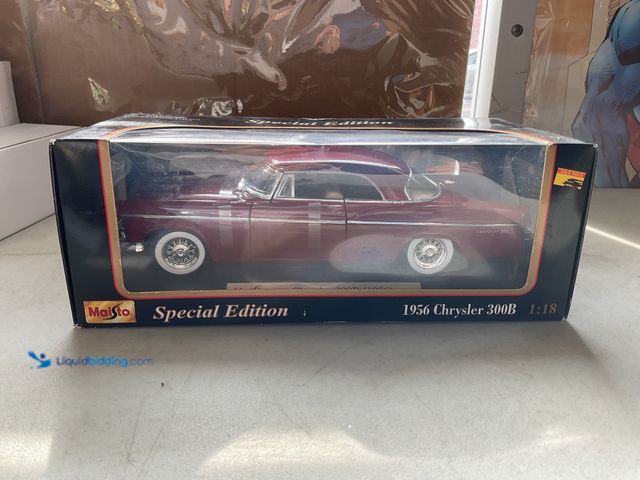 Special Edition
Maisto
Special Edition
1956 Chrysler 300B 1:18
Liquidbidding.com